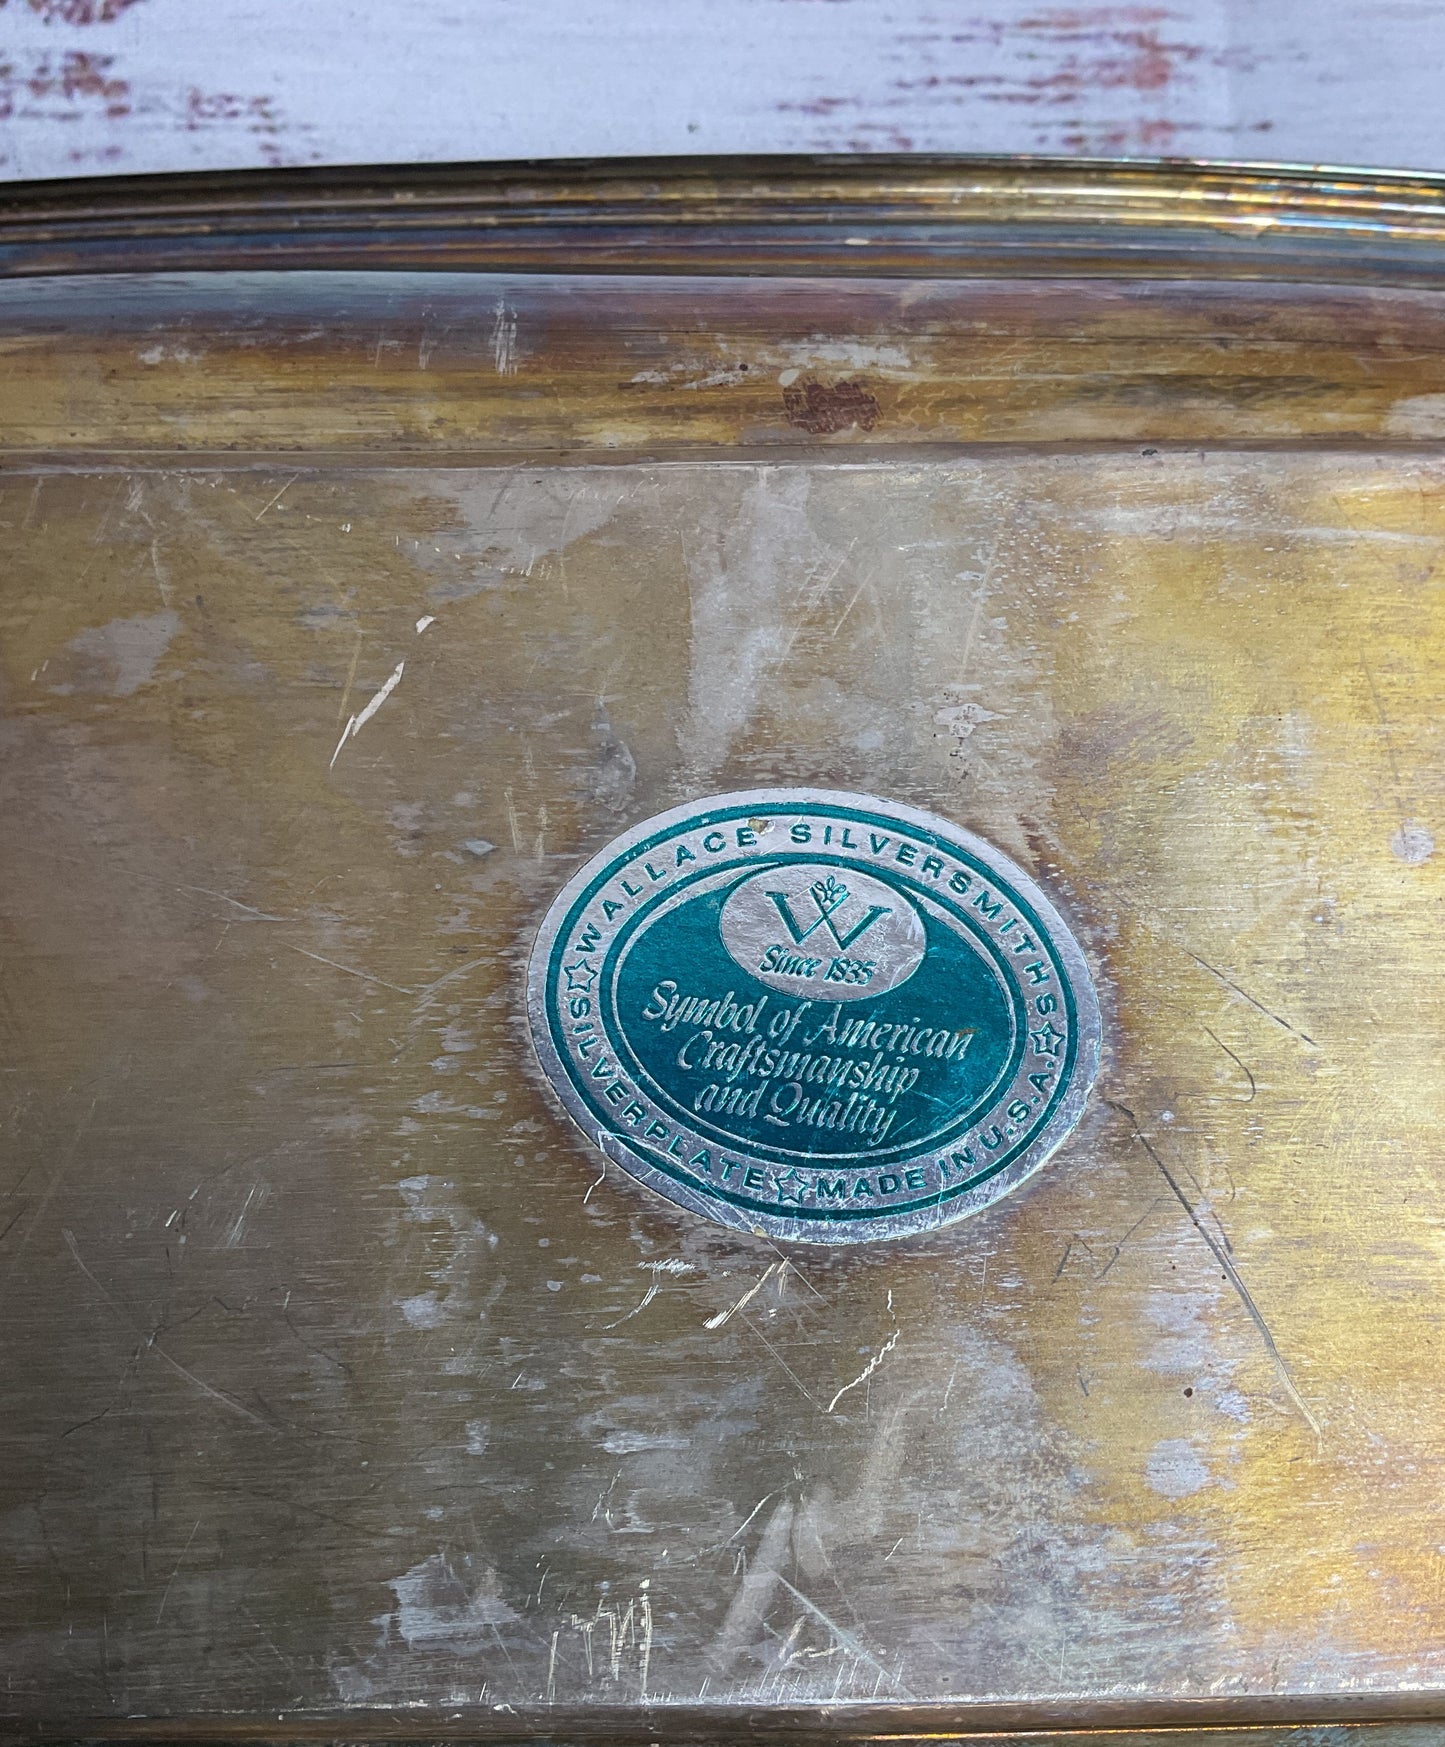 WALLACE SILVERSMITHS
W
Since 1835
Symbol of American
Craftsmanship
and Quality
SILVERPLATE ☆ MADE IN U.S.A.